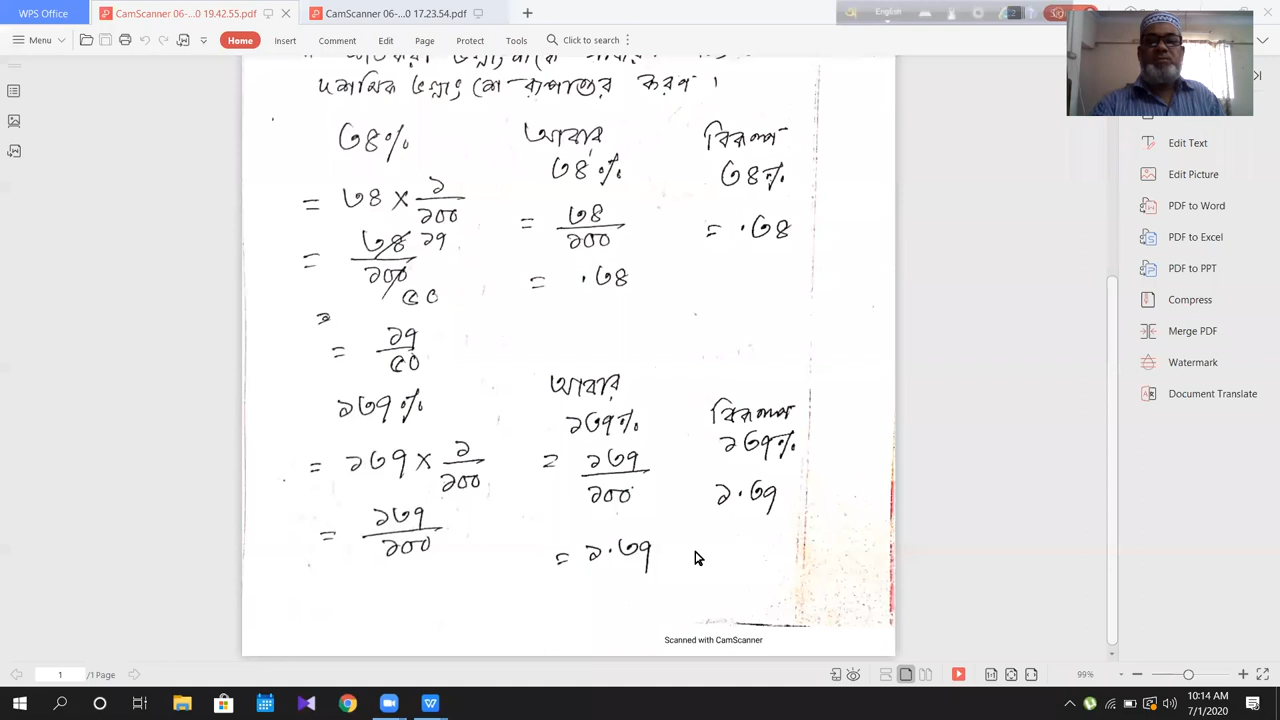 WPS Office
CamScanner 06-...0 19.42.55.pdf
CamScanner 06-...0 17.23.54.pdf
English
Menu
Home
Insert
Comment
Edit
Page
Protect
Tools
Click to search
দশমিক ভগ্নাংশে রূপান্তর করণ।
৩৪%
= ৩৪ × ১/১০০
= ৩৪/১০০ ১৭ ৫০
= ১৭/৫০
আবার
৩৪%
= ৩৪/১০০
= .৩৪
বিকল্প
৩৪%
= .৩৪
১৩৭%
= ১৩৭ × ১/১০০
= ১৩৭/১০০
আবার
১৩৭%
= ১৩৭/১০০
= ১.৩৭
বিকল্প
১৩৭%
১.৩৭
Scanned with CamScanner
Edit Text
Edit Picture
PDF to Word
PDF to Excel
PDF to PPT
Compress
Merge PDF
Watermark
Document Translate
1 /1 Page
99%
10:14 AM
7/1/2020